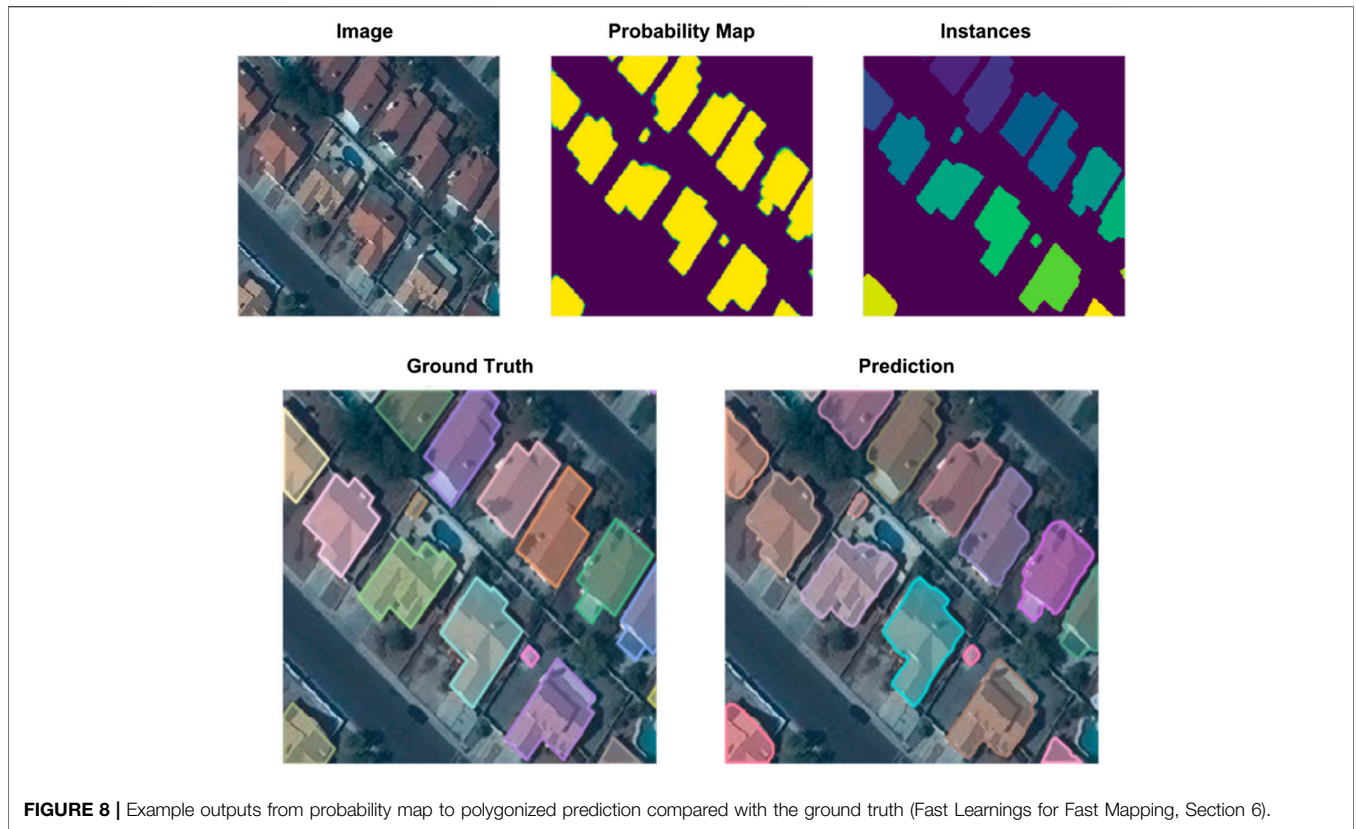 Image
Probability Map
Instances
Ground Truth
Prediction
FIGURE 8 | Example outputs from probability map to polygonized prediction compared with the ground truth (Fast Learnings for Fast Mapping, Section 6).